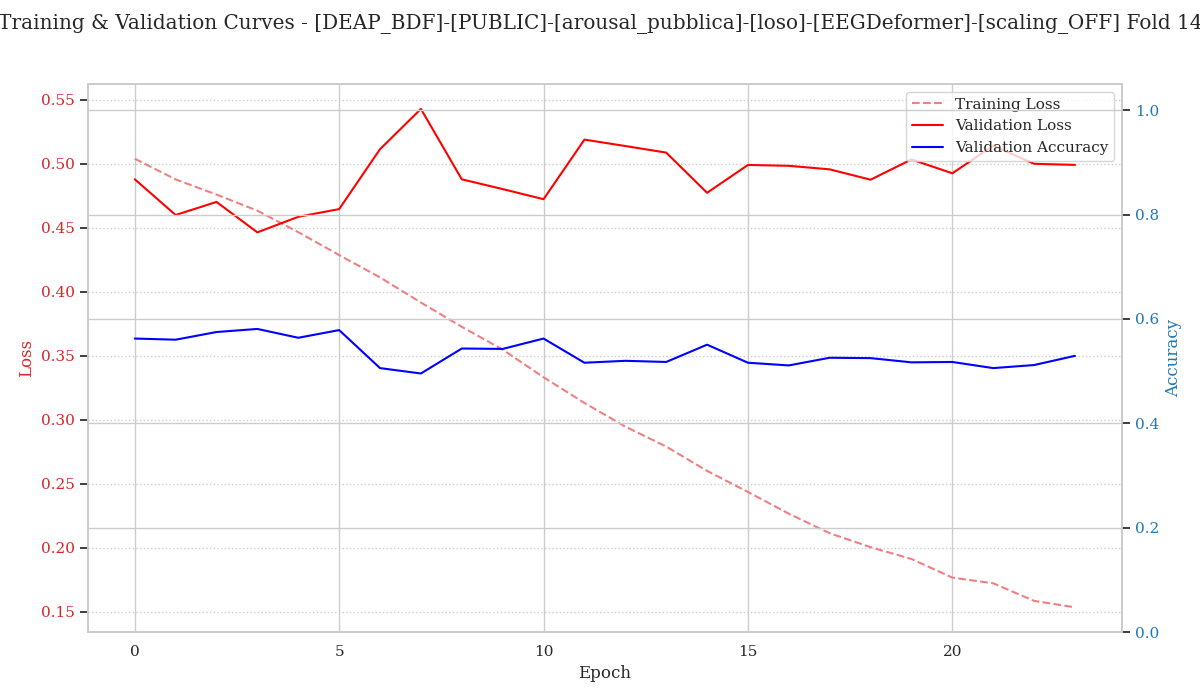 Training & Validation Curves - [DEAP_BDF]-[PUBLIC]-[arousal_pubblica]-[loso]-[EEGDeformer]-[scaling_OFF] Fold 14
Training Loss
Validation Loss
Validation Accuracy
0.55
0.50
0.45
0.40
0.35
0.30
0.25
0.20
0.15
Loss
1.0
0.8
0.6
0.4
0.2
0.0
Accuracy
0
5
10
15
20
Epoch